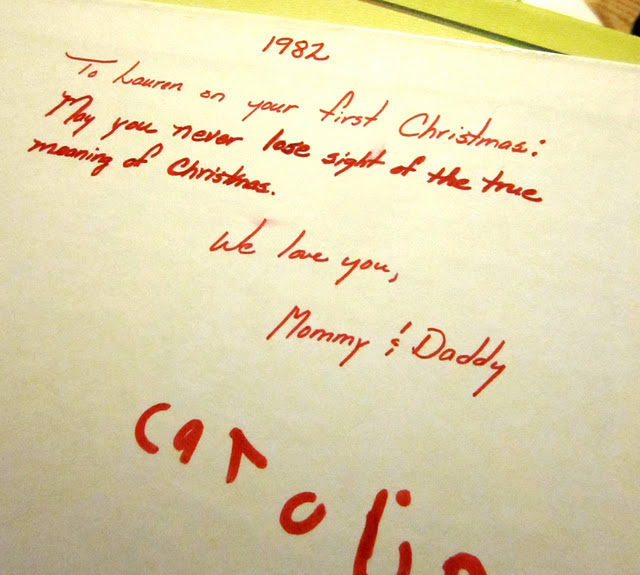 1982
To Lauren on your first Christmas:
May you never lose sight of the true
meaning of Christmas.
We love you,
Mommy & Daddy
Caroli